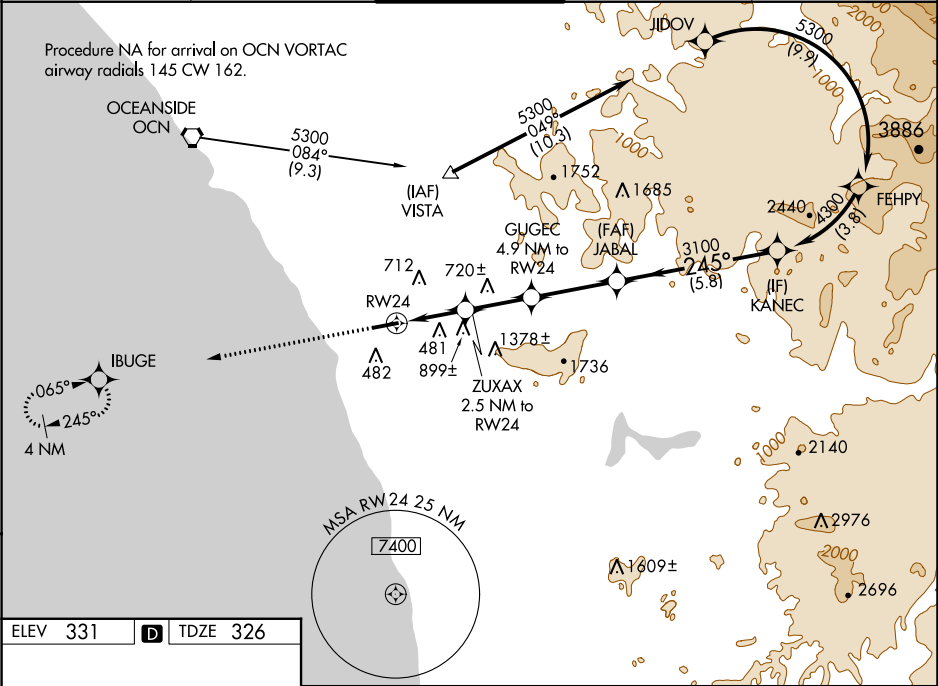 Procedure NA for arrival on OCN VORTAC
airway radials 145 CW 162.
OCEANSIDE
OCN
5300
084°
(9.3)
(IAF)
VISTA
5300
049°
(10.3)
JIDOV
5300
(9.9)
1000
1000
3886
FEHPY
4300
(3.8)
2440
1752
1685
GUGEC
4.9 NM to
RW24
(FAF)
JABAL
3100
245°
(5.8)
(IF)
KANEC
712
720±
RW24
481
482
899±
1378±
1736
ZUXAX
2.5 NM to
RW24
IBUGE
065°
245°
4 NM
1000
2140
2976
2000
2696
1609±
MSA RW24 25 NM
7400
ELEV 331
D
TDZE 326